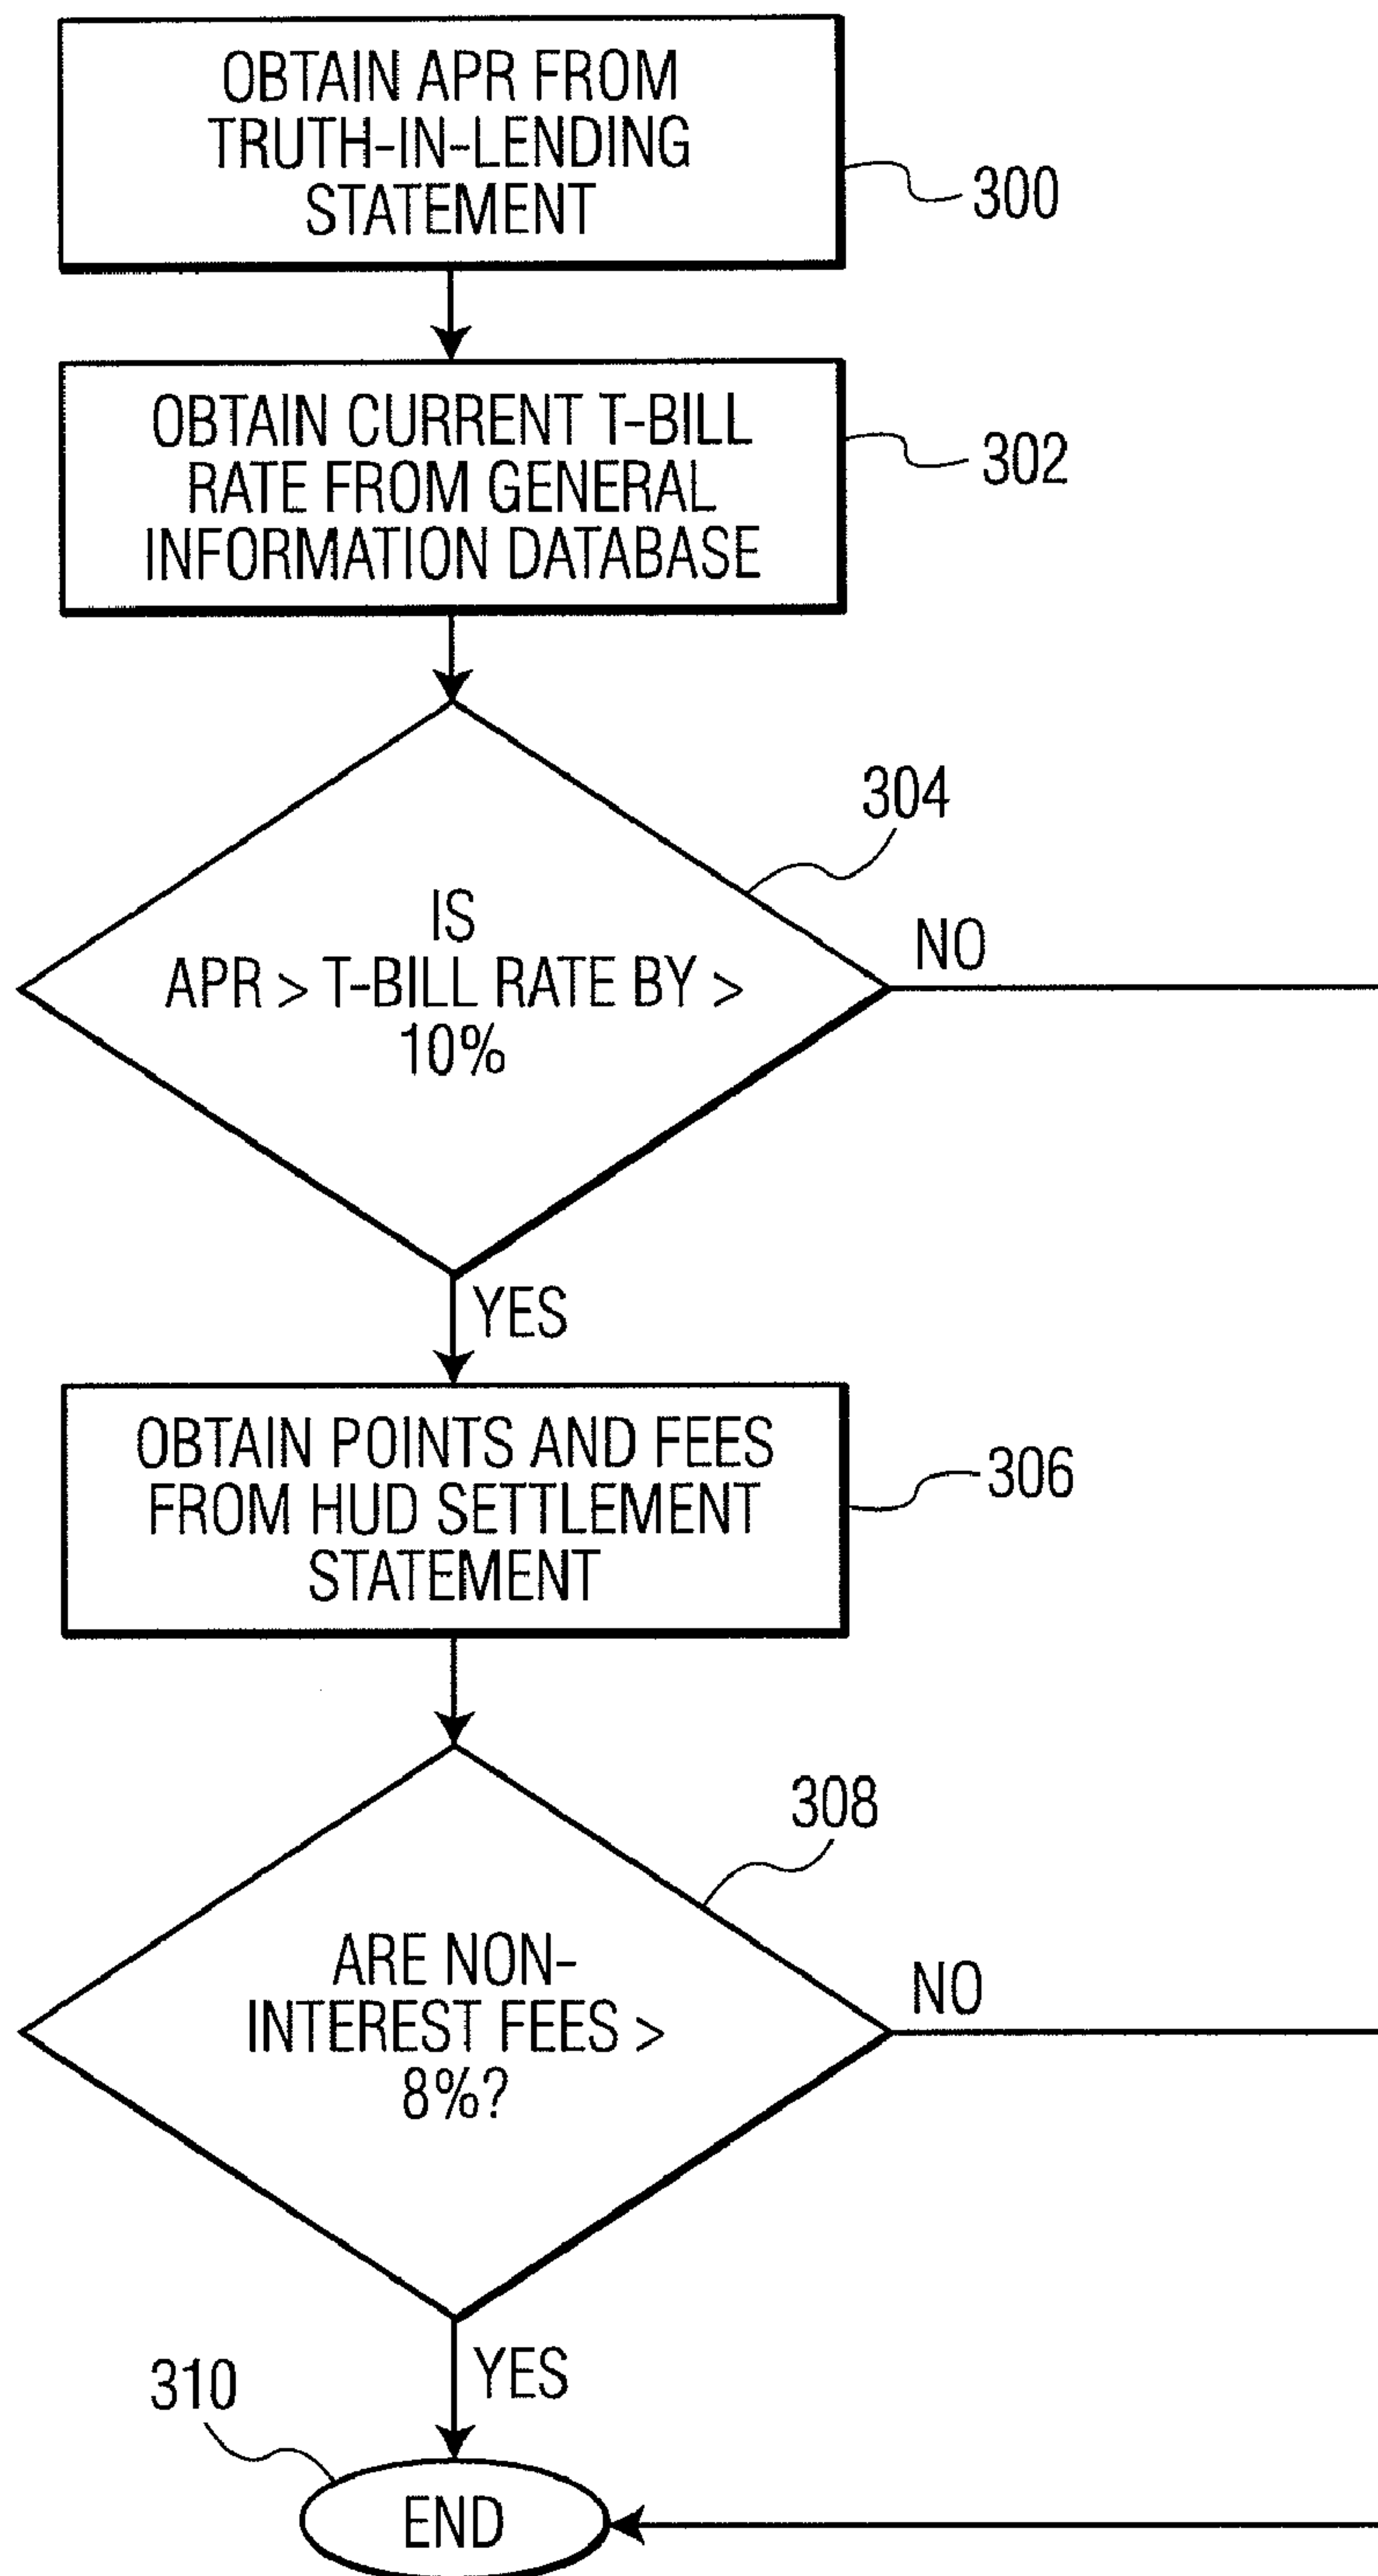 OBTAIN APR FROM
TRUTH-IN-LENDING
STATEMENT
300
OBTAIN CURRENT T-BILL
RATE FROM GENERAL
INFORMATION DATABASE
302
304
IS
APR > T-BILL RATE BY >
10%
NO
YES
OBTAIN POINTS AND FEES
FROM HUD SETTLEMENT
STATEMENT
306
308
ARE NON-
INTEREST FEES >
8%?
NO
YES
310
END